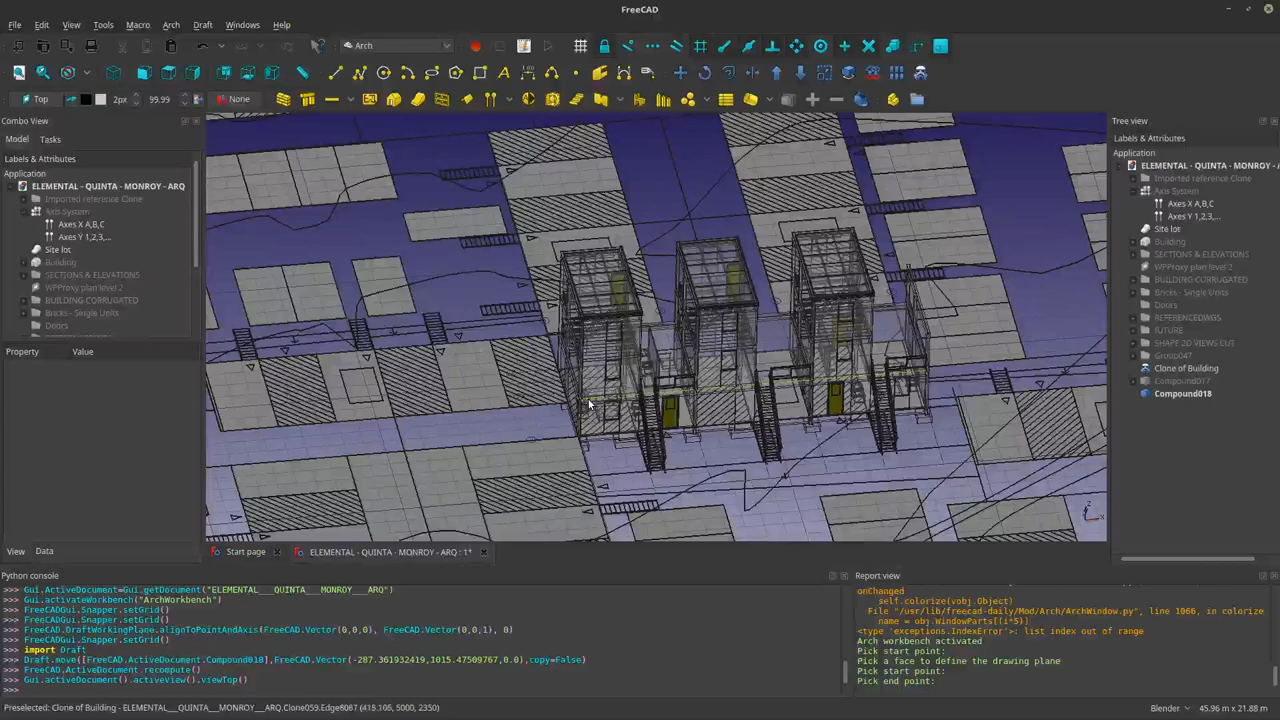 FreeCAD
File Edit View Tools Macro Arch Draft Windows Help
Arch
Top 2px 99.99 None
Combo View
Tree view
Model Tasks
Labels & Attributes
Labels & Attributes
Application
Application
ELEMENTAL - QUINTA - MONROY - ARQ
Imported reference Clone
Axis System
Axes X A,B,C
Axes Y 1,2,3,...
Site lot
Building
SECTIONS & ELEVATIONS
WPProxy plan level 2
BUILDING CORRUGATED
Bricks - Single Units
Doors
ELEMENTAL - QUINTA - MONROY -
Imported reference Clone
Axis System
Axes X A,B,C
Axes Y 1,2,3,...
Site lot
Building
SECTIONS & ELEVATIONS
WPProxy plan level 2
BUILDING CORRUGATED
Bricks - Single Units
Doors
REFERENCEDWGS
FUTURE
SHAPE 2D VIEWS CUT
Group047
Clone of Building
Compound017
Compound018
Property Value
View Data
Start page ELEMENTAL - QUINTA - MONROY - ARQ : 1*
Python console
>>> Gui.ActiveDocument=Gui.getDocument("ELEMENTAL___QUINTA___MONROY___ARQ")
>>> Gui.activateWorkbench("ArchWorkbench")
>>> FreeCADGui.Snapper.setGrid()
>>> FreeCADGui.Snapper.setGrid()
>>> FreeCAD.DraftWorkingPlane.alignToPointAndAxis(FreeCAD.Vector(0,0,0), FreeCAD.Vector(0,0,1), 0)
>>> FreeCADGui.Snapper.setGrid()
>>> import Draft
>>> Draft.move([FreeCAD.ActiveDocument.Compound018],FreeCAD.Vector(-287.361932419,1015.47509767,0.0),copy=False)
>>> FreeCAD.ActiveDocument.recompute()
>>> Gui.activeDocument().activeView().viewTop()
>>>
Report view
onChanged
self.colorize(vobj.Object)
File "/usr/lib/freecad-daily/Mod/Arch/ArchWindow.py", line 1066, in colorize
name = obj.WindowParts[(i*5)]
<type 'exceptions.IndexError'>: list index out of range
Arch workbench activated
Pick start point:
Pick a face to define the drawing plane
Pick start point:
Pick end point:
Preselected: Clone of Building - ELEMENTAL___QUINTA___MONROY___ARQ.Clone059.Edge6087 (418.106, 5000, 2350)
Blender 45.96 m x 21.88 m